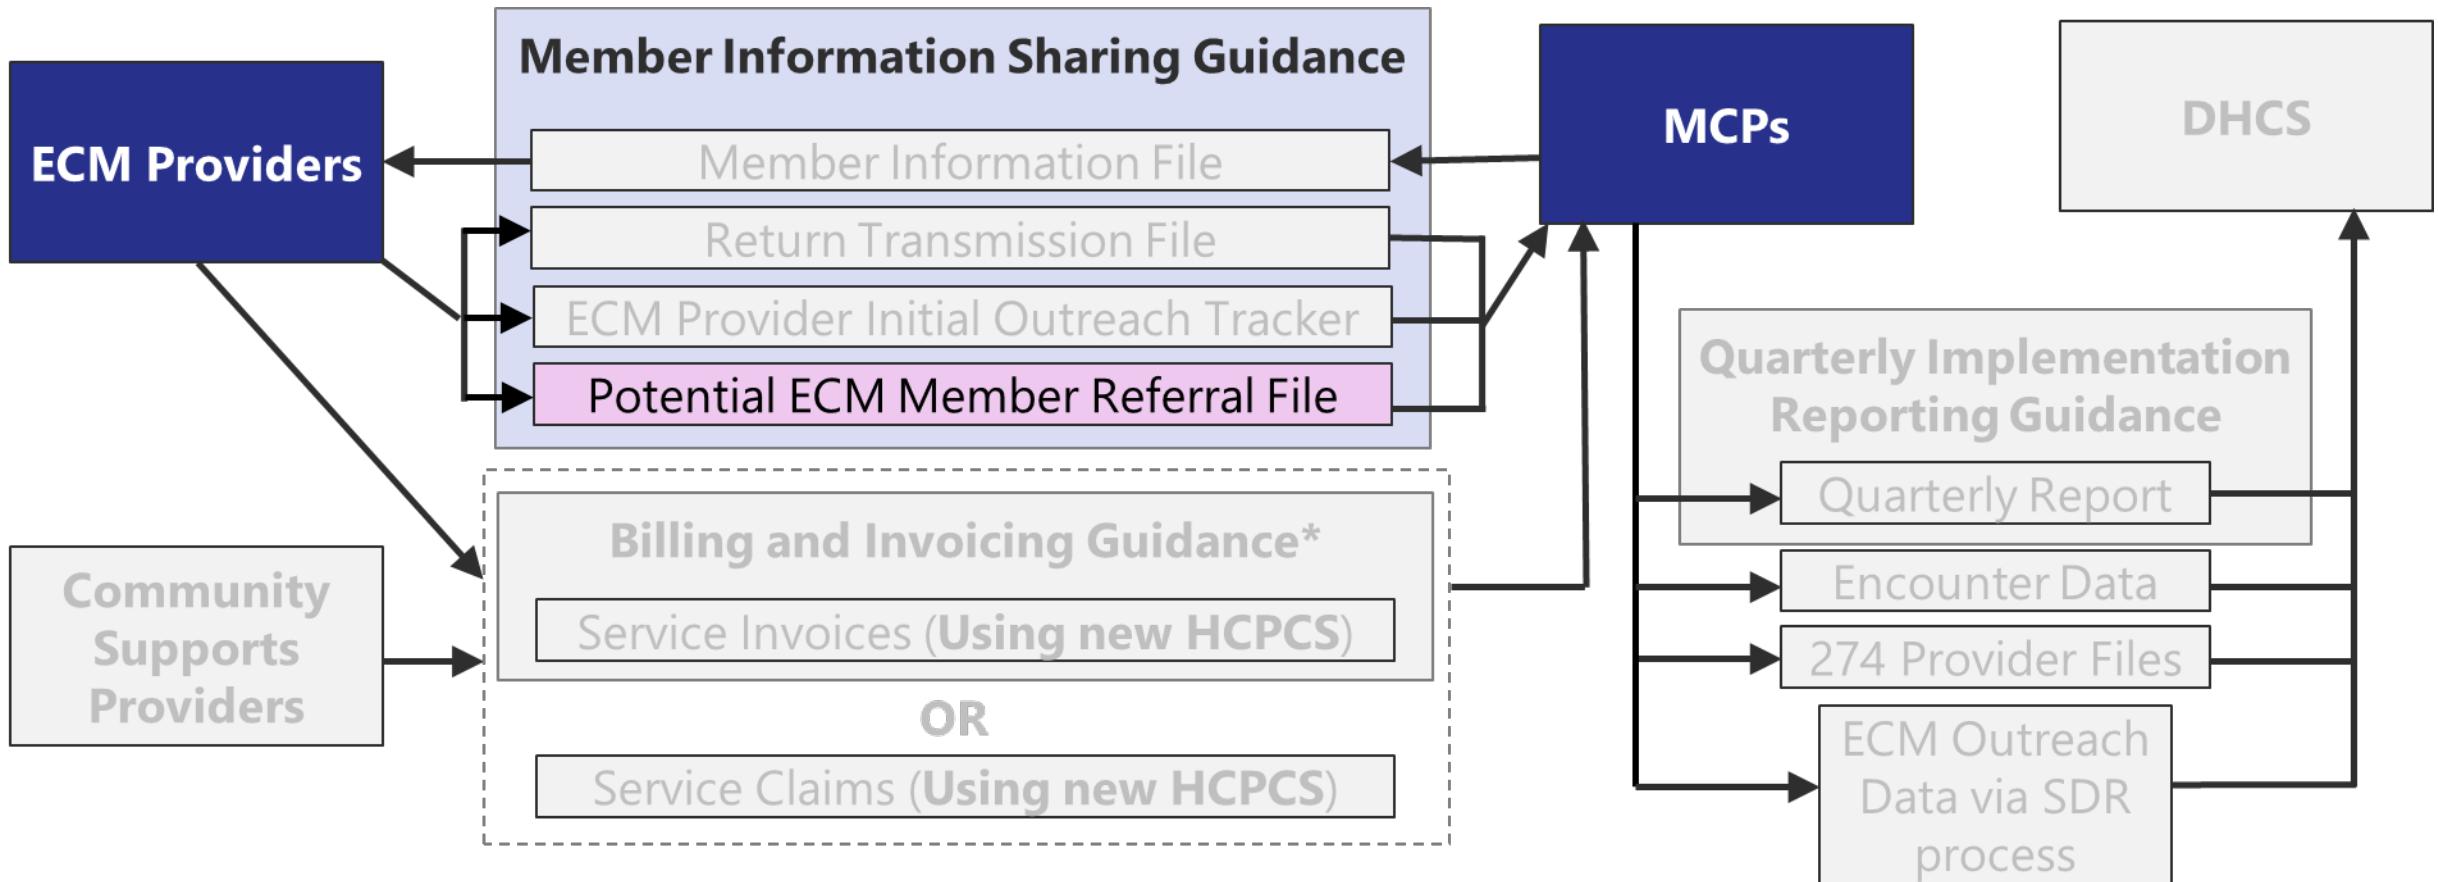 Member Information Sharing Guidance
ECM Providers
Member Information File
Return Transmission File
ECM Provider Initial Outreach Tracker
Potential ECM Member Referral File
MCPs
DHCS
Community
Supports
Providers
Billing and Invoicing Guidance*
Service Invoices (Using new HCPCS)
OR
Service Claims (Using new HCPCS)
Quarterly Implementation
Reporting Guidance
Quarterly Report
Encounter Data
274 Provider Files
ECM Outreach
Data via SDR
process